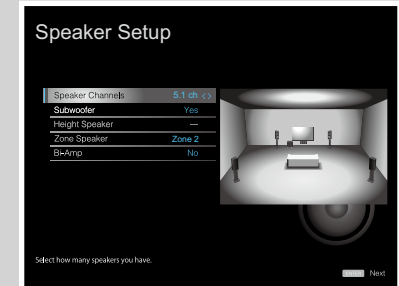 Speaker Setup
Speaker Channels 5.1 ch < >
Subwoofer Yes
Height Speaker ---
Zone Speaker Zone 2
Bi-Amp No
Select how many speakers you have.
ENTER Next